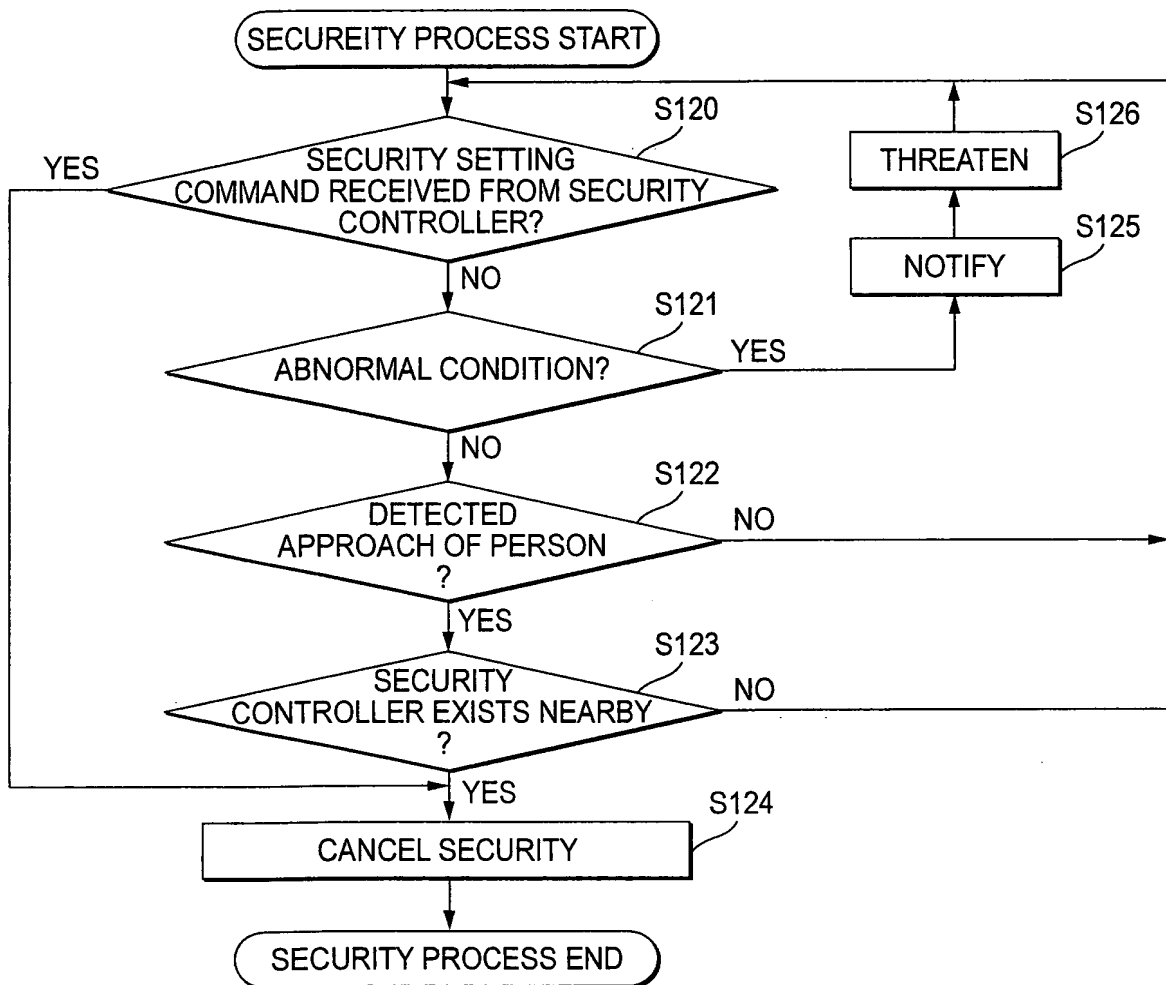 SECUREITY PROCESS START
S120
YES
SECURITY SETTING
COMMAND RECEIVED FROM SECURITY
CONTROLLER?
NO
S126
THREATEN
S125
NOTIFY
S121
ABNORMAL CONDITION?
YES
NO
S122
DETECTED
APPROACH OF PERSON
?
NO
YES
S123
SECURITY
CONTROLLER EXISTS NEARBY
?
NO
YES
S124
CANCEL SECURITY
SECURITY PROCESS END